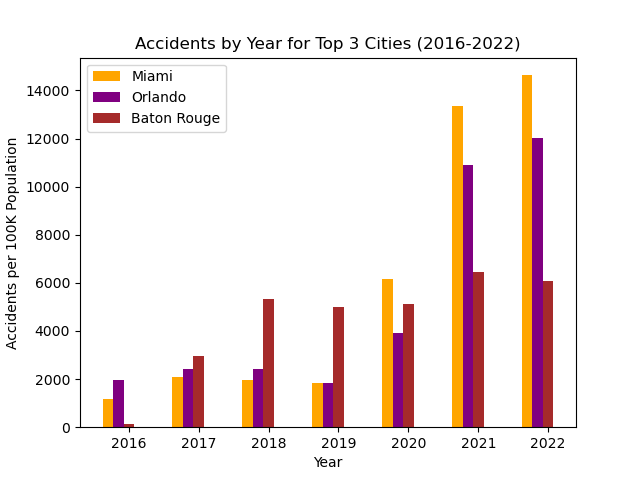 Accidents by Year for Top 3 Cities (2016-2022)
Miami
Orlando
Baton Rouge
Accidents per 100K Population
14000
12000
10000
8000
6000
4000
2000
0
2016 2017 2018 2019 2020 2021 2022
Year